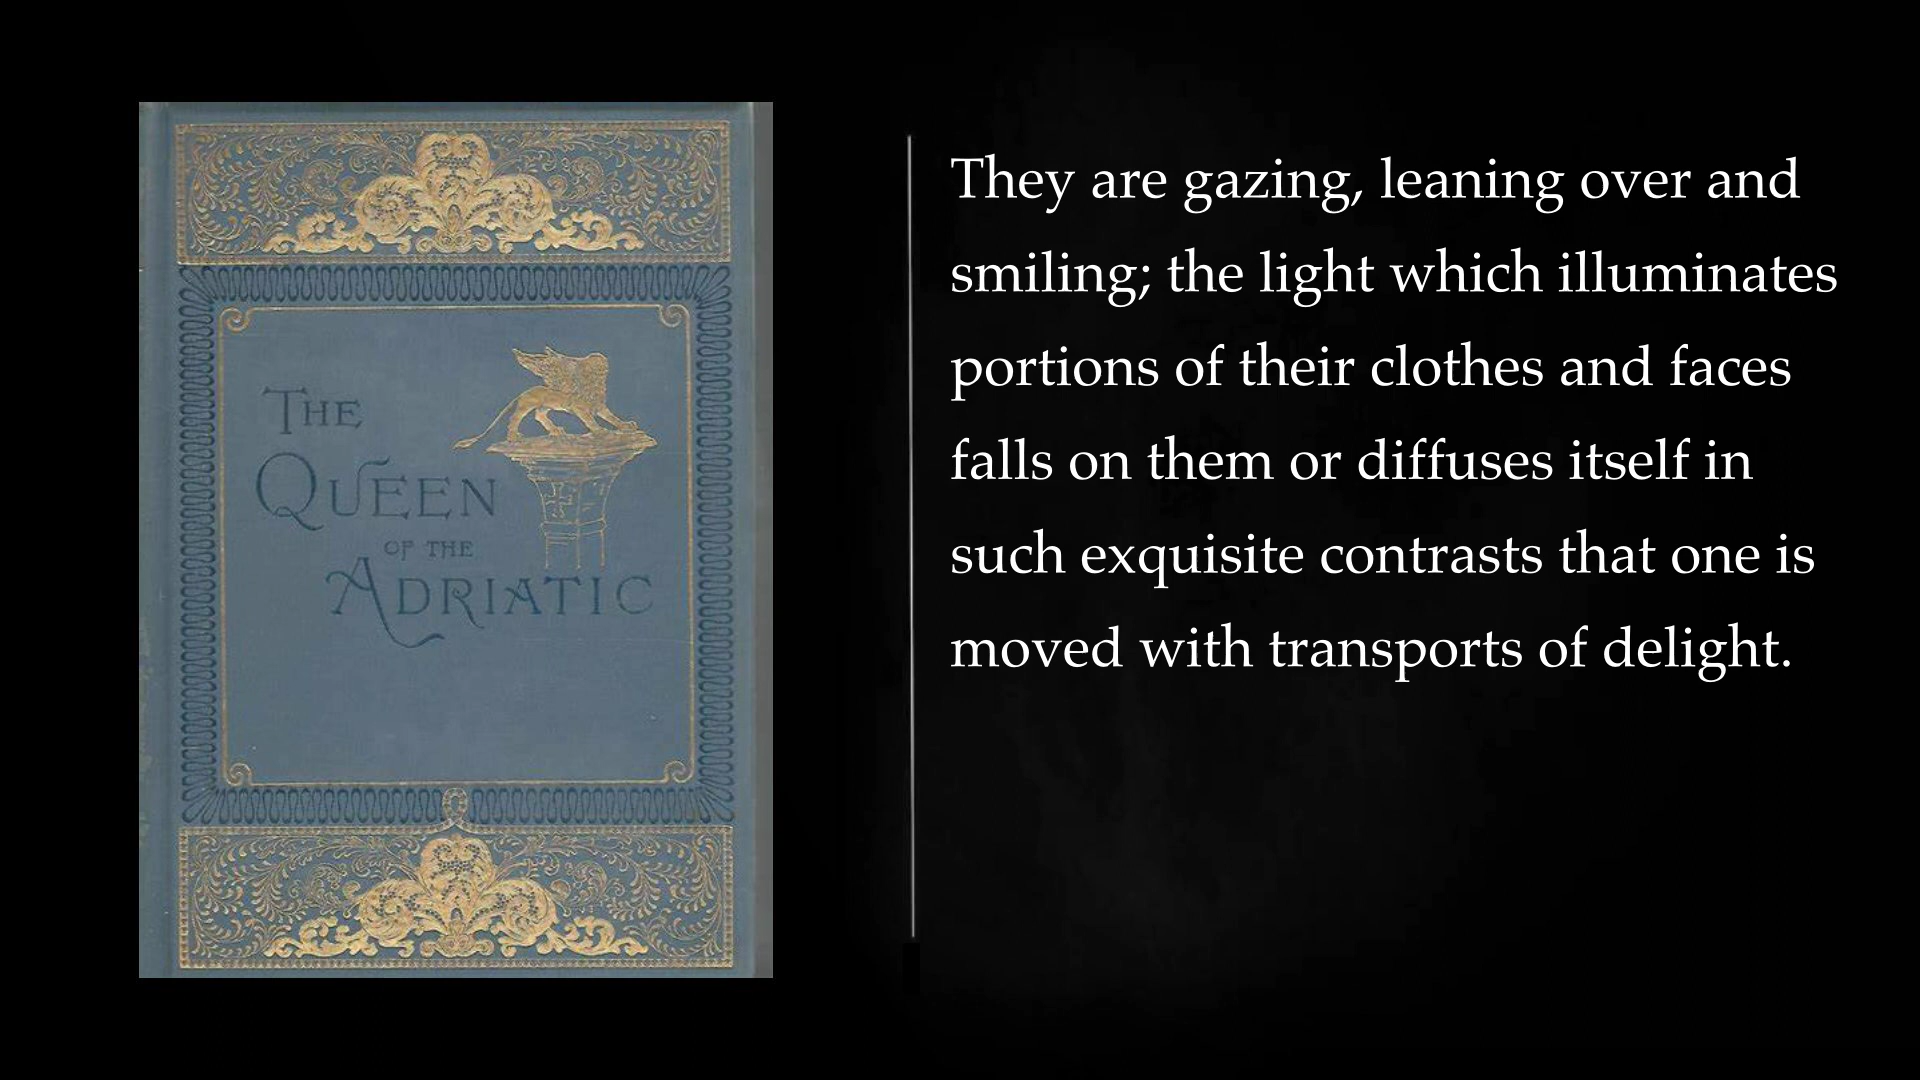 THE
QUEEN
OF THE
ADRIATIC
They are gazing, leaning over and
smiling; the light which illuminates
portions of their clothes and faces
falls on them or diffuses itself in
such exquisite contrasts that one is
moved with transports of delight.